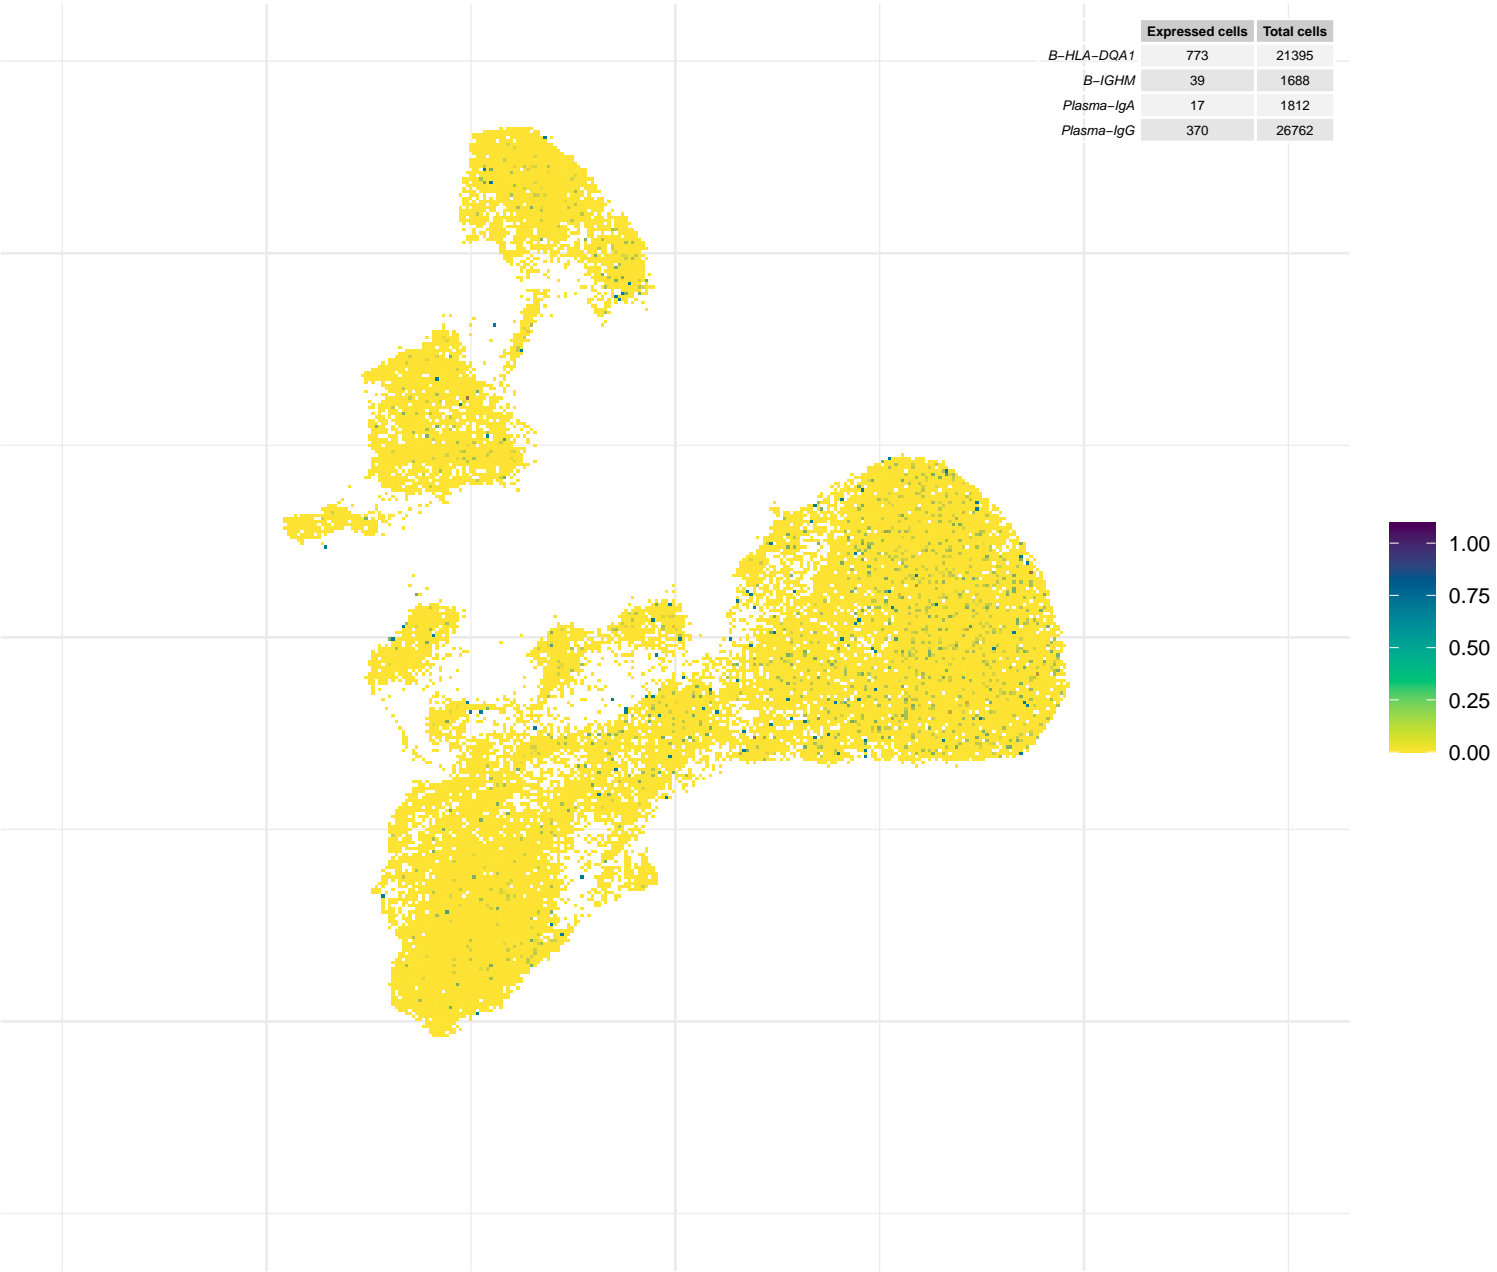 Expressed cells Total cells
B−HLA−DQA1 773 21395
B−IGHM 39 1688
Plasma−IgA 17 1812
Plasma−IgG 370 26762
1.00
0.75
0.50
0.25
0.00